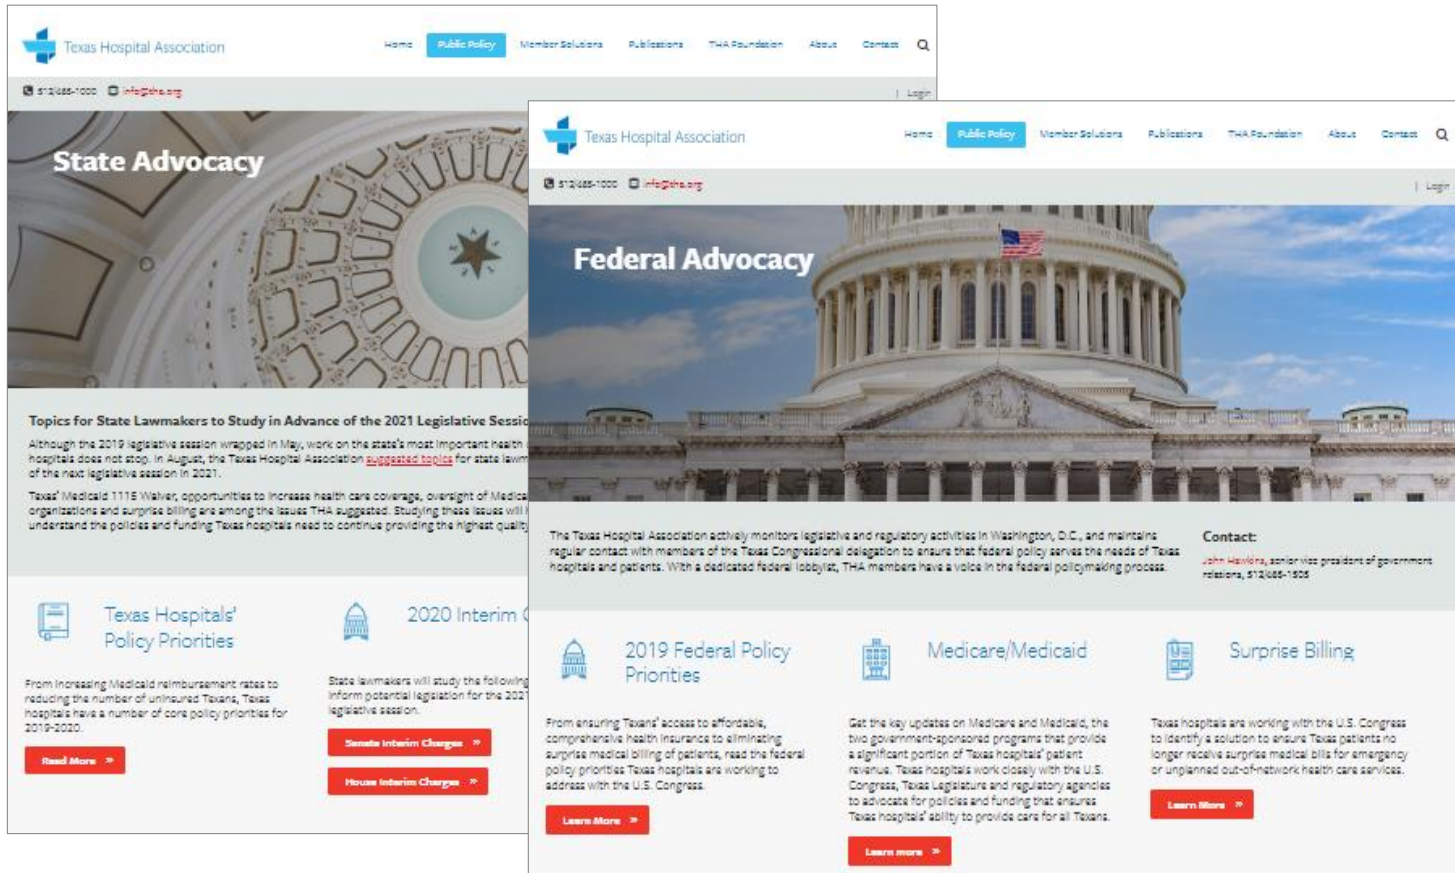 Texas Hospital Association
Home Public Policy Member Solutions Publications THA Foundation About Contact
512/465-1000 info@tha.org
| Login
State Advocacy
Topics for State Lawmakers to Study in Advance of the 2021 Legislative Sessio
Although the 2019 legislative session wrapped in May, work on the state's most important health
hospitals does not stop. In August, the Texas Hospital Association suggested topics for state lawm
of the next legislative session in 2021.
Texas' Medicaid 1115 Waiver, opportunities to increase health care coverage, oversight of Medica
organizations and surprise billing are among the issues THA suggested. Studying these issues will
understand the policies and funding Texas hospitals need to continue providing the highest quality
Texas Hospitals'
Policy Priorities
From increasing Medicaid reimbursement rates to
reducing the number of uninsured Texans, Texas
hospitals have a number of core policy priorities for
2019-2020.
Read More »
2020 Interim C
State lawmakers will study the following
inform potential legislation for the 2021
legislative session.
Senate Interim Charges »
House Interim Charges »
Texas Hospital Association
Home Public Policy Member Solutions Publications THA Foundation About Contact
512/465-1000 info@tha.org
| Login
Federal Advocacy
The Texas Hospital Association actively monitors legislative and regulatory activities in Washington, D.C., and maintains
regular contact with members of the Texas Congressional delegation to ensure that federal policy serves the needs of Texas
hospitals and patients. With a dedicated federal lobbyist, THA members have a voice in the federal policymaking process.
Contact:
John Hawkins, senior vice president of government
relations, 512/465-1505
2019 Federal Policy
Priorities
From ensuring Texans' access to affordable,
comprehensive health insurance to eliminating
surprise medical billing of patients, read the federal
policy priorities Texas hospitals are working to
address with the U.S. Congress.
Learn More »
Medicare/Medicaid
Get the key updates on Medicare and Medicaid, the
two government-sponsored programs that provide
a significant portion of Texas hospitals' patient
revenue. Texas hospitals work closely with the U.S.
Congress, Texas Legislature and regulatory agencies
to advocate for policies and funding that ensures
Texas hospitals' ability to provide care for all Texans.
Learn more »
Surprise Billing
Texas hospitals are working with the U.S. Congress
to identify a solution to ensure Texas patients no
longer receive surprise medical bills for emergency
or unplanned out-of-network health care services.
Learn More »